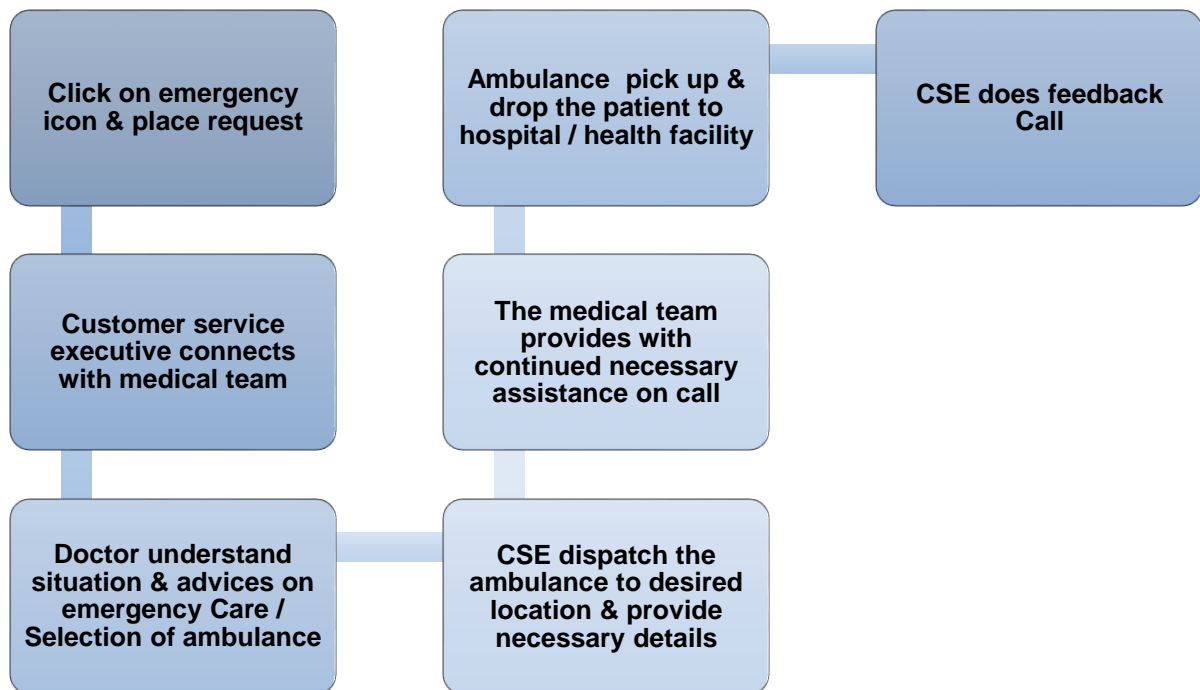 Click on emergency
icon & place request
Customer service
executive connects
with medical team
Doctor understand
situation & advices on
emergency Care /
Selection of ambulance
CSE dispatch the
ambulance to desired
location & provide
necessary details
The medical team
provides with
continued necessary
assistance on call
Ambulance  pick up &
drop the patient to
hospital / health facility
CSE does feedback
Call